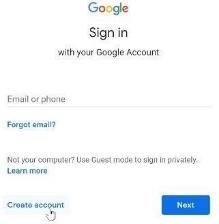 Google
Sign in
with your Google Account
Email or phone
Forgot email?
Not your computer? Use Guest mode to sign in privately.
Learn more
Create account
Next